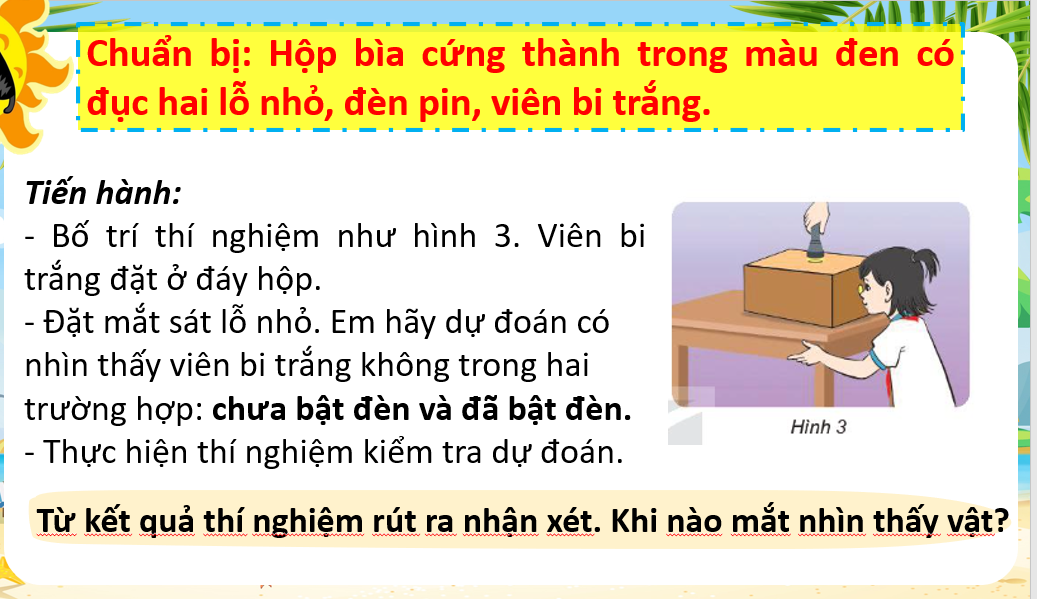 Chuẩn bị: Hộp bìa cứng thành trong màu đen có
đục hai lỗ nhỏ, đèn pin, viên bi trắng.
Tiến hành:
- Bố trí thí nghiệm như hình 3. Viên bi
trắng đặt ở đáy hộp.
- Đặt mắt sát lỗ nhỏ. Em hãy dự đoán có
nhìn thấy viên bi trắng không trong hai
trường hợp: chưa bật đèn và đã bật đèn.
- Thực hiện thí nghiệm kiểm tra dự đoán.
Hình 3
Từ kết quả thí nghiệm rút ra nhận xét. Khi nào mắt nhìn thấy vật?